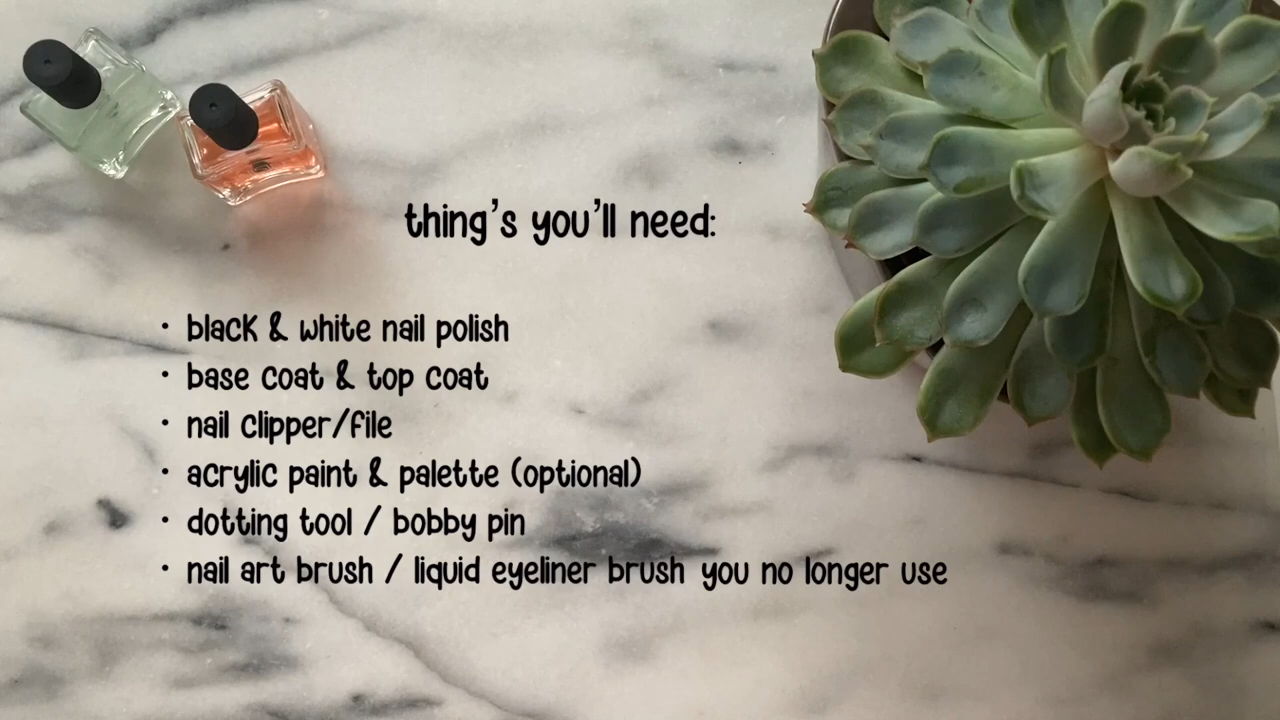 thing's you'll need:
• black & white nail polish
• base coat & top coat
• nail clipper/file
• acrylic paint & palette (optional)
• dotting tool / bobby pin
• nail art brush / liquid eyeliner brush you no longer use